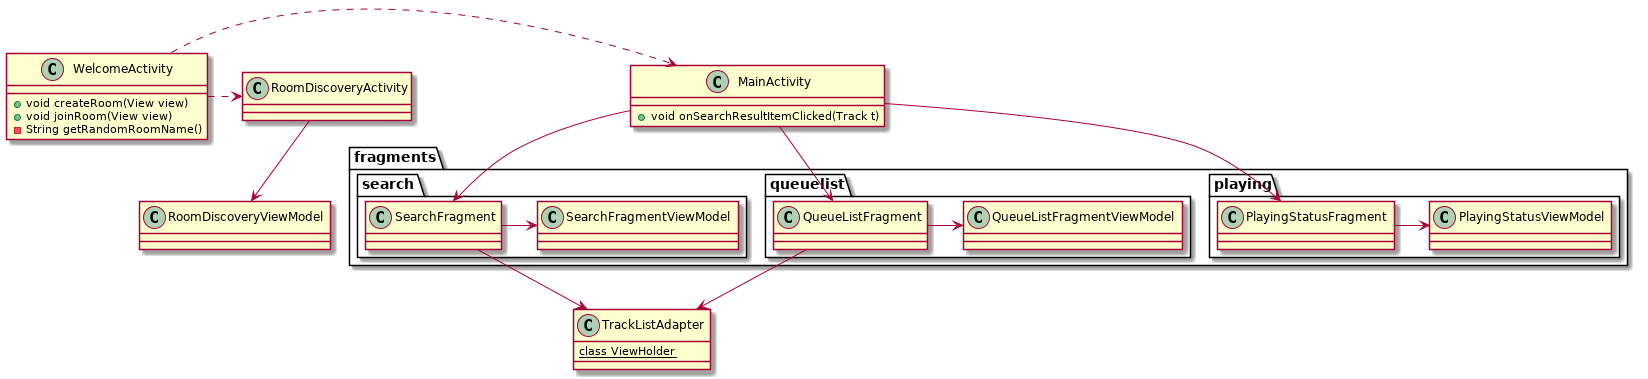 C WelcomeActivity
void createRoom(View view)
void joinRoom(View view)
String getRandomRoomName()
C RoomDiscoveryActivity
C MainActivity
void onSearchResultItemClicked(Track t)
C RoomDiscoveryViewModel
fragments
search
C SearchFragment
C SearchFragmentViewModel
queuelist
C QueueListFragment
C QueueListFragmentViewModel
playing
C PlayingStatusFragment
C PlayingStatusViewModel
C TrackListAdapter
class ViewHolder